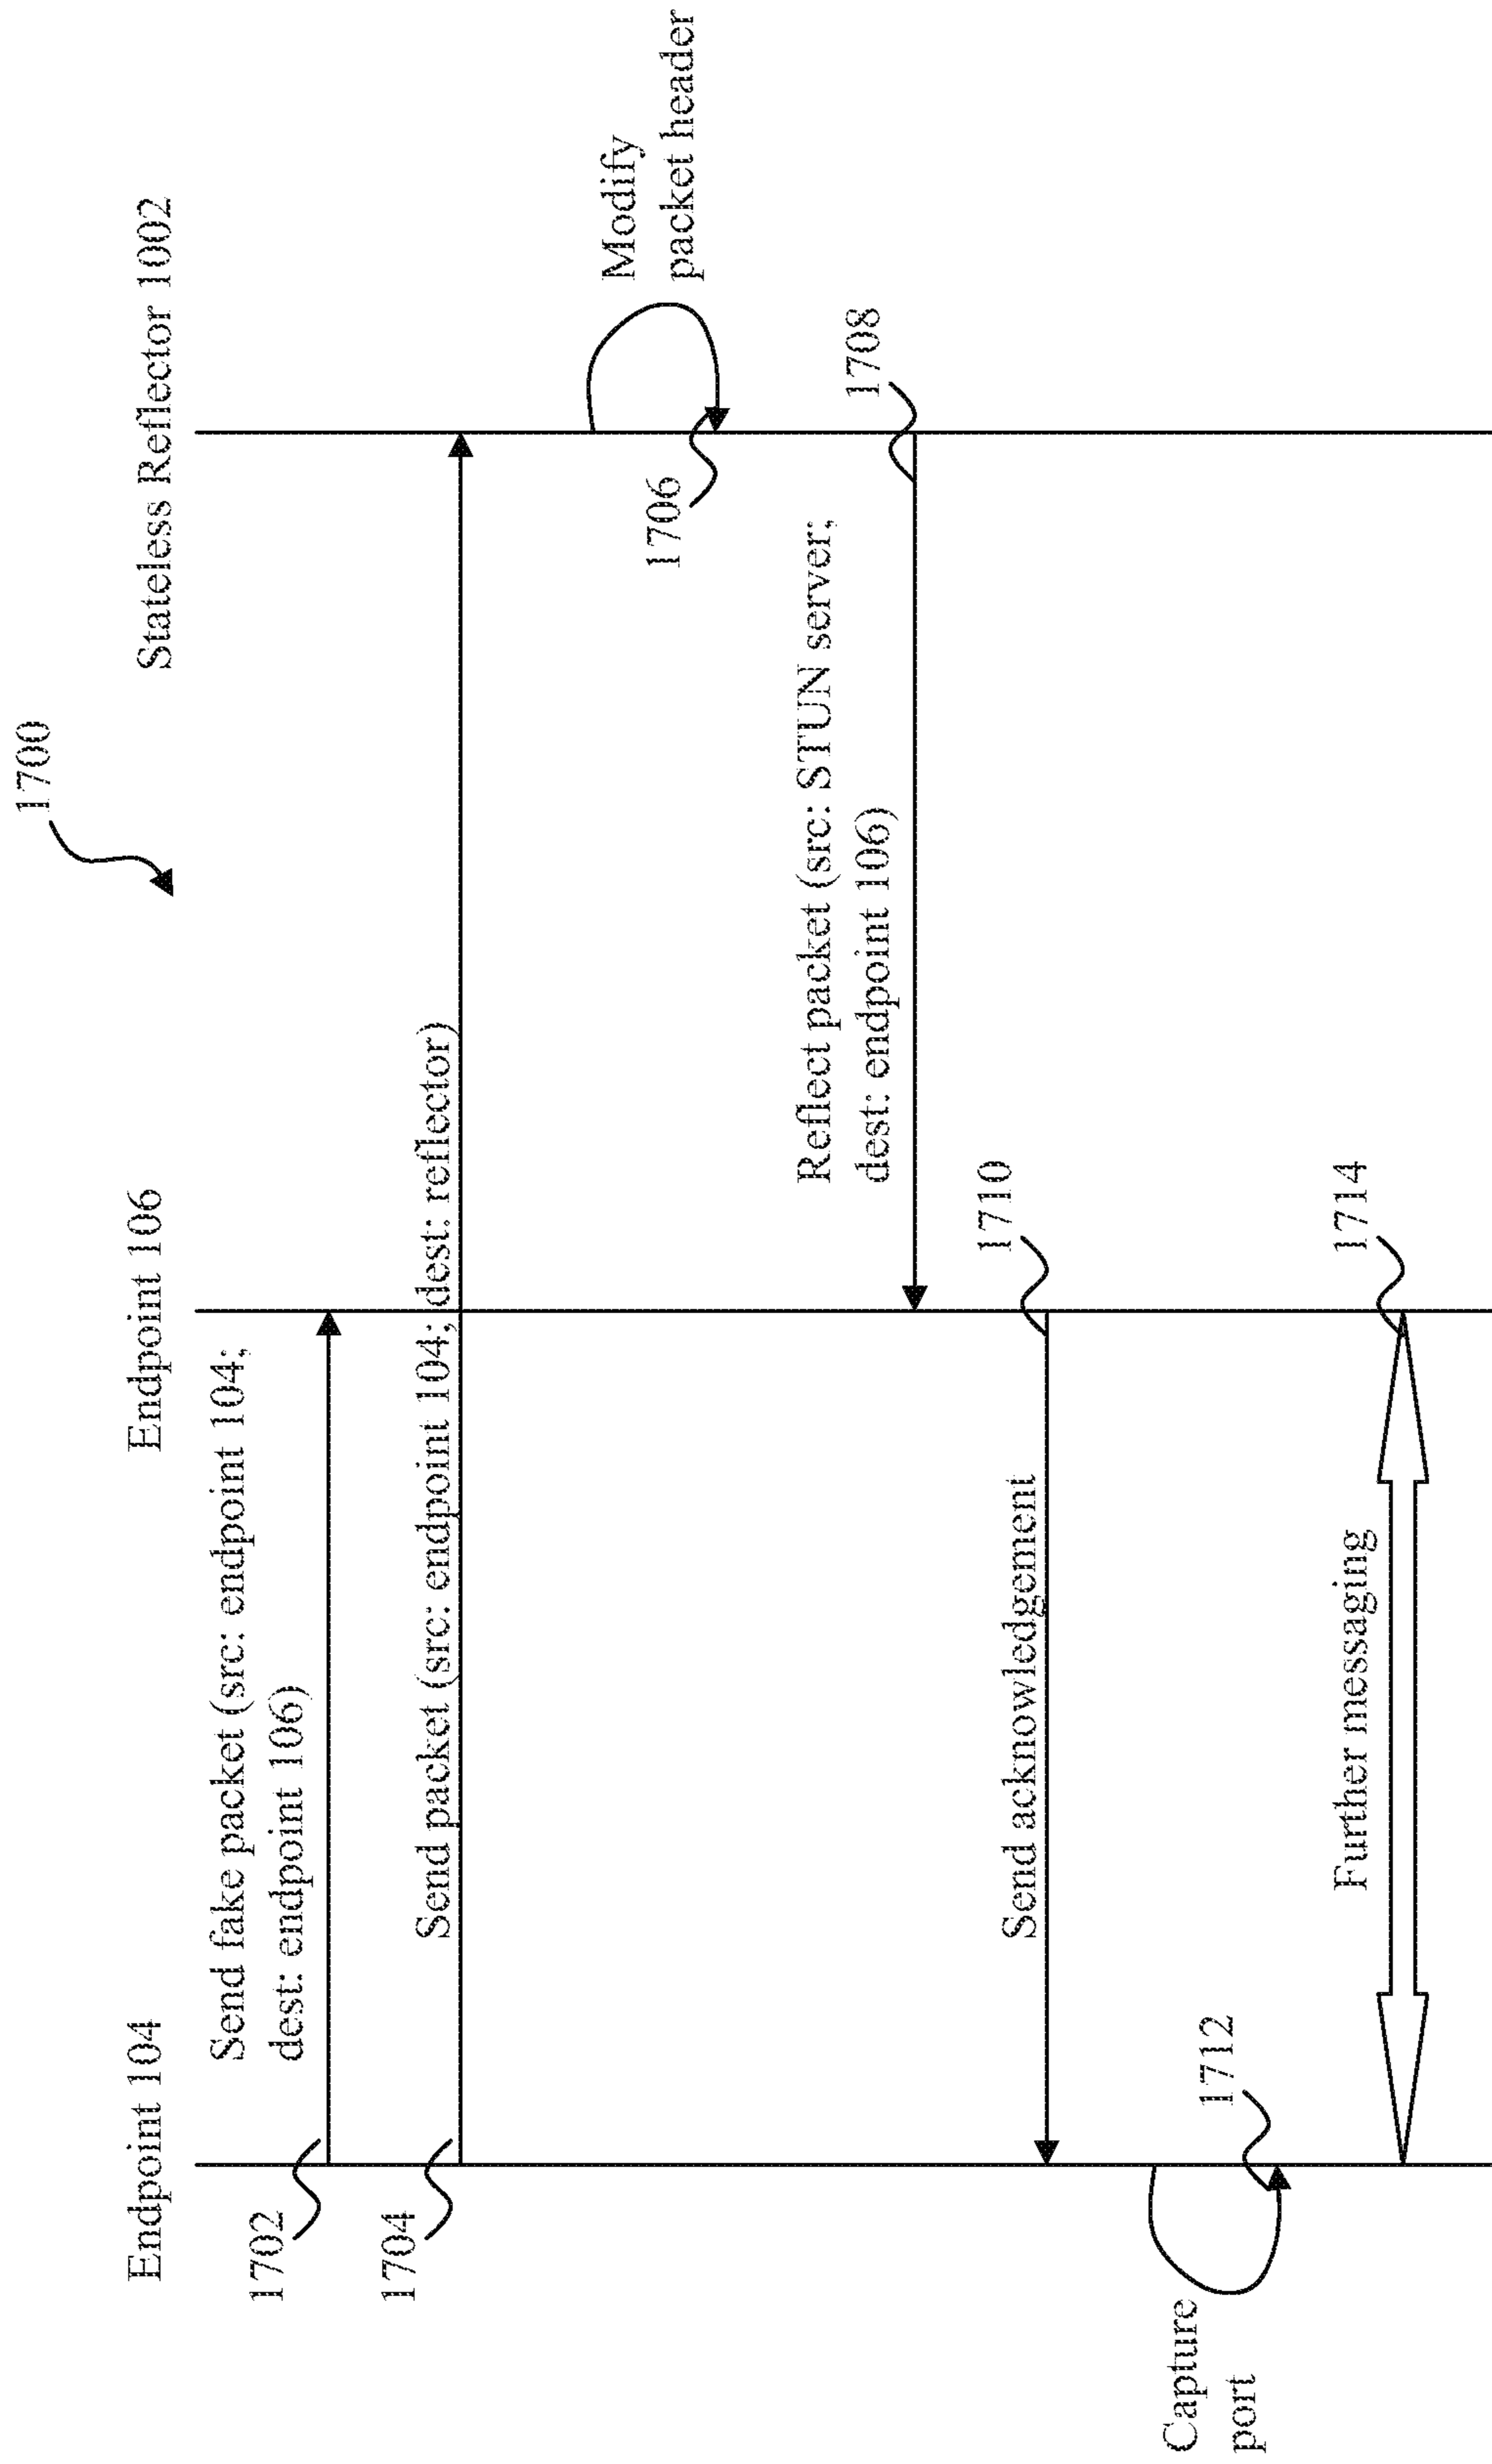 1700
Endpoint 104
Endpoint 106
Stateless Reflector 1002
Send fake packet (src: endpoint 104;
dest: endpoint 106)
1702
Send packet (src: endpoint 104; dest: reflector)
1704
Modify
packet header
1706
Reflect packet (src: STUN server;
dest: endpoint 106)
1708
Send acknowledgement
1710
Capture
port
1712
Further messaging
1714